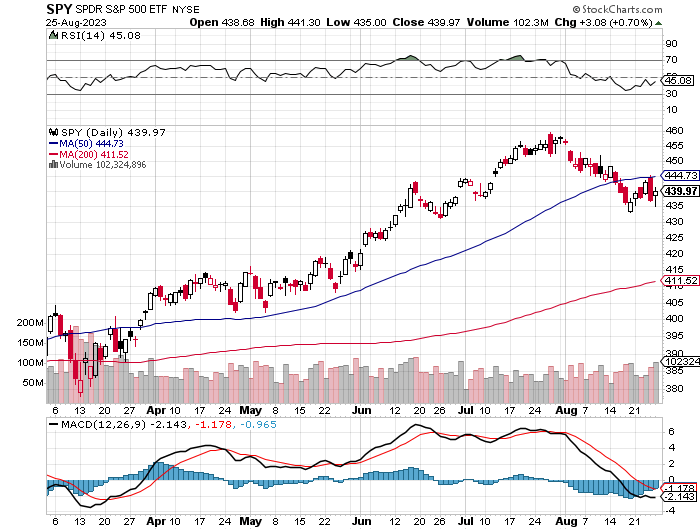 SPY SPDR S&P 500 ETF NYSE © StockCharts.com
25-Aug-2023 Open 438.68 High 441.30 Low 435.00 Close 439.97 Volume 102.3M Chg +3.08 (+0.70%)
RSI(14) 45.08
90
70
50
45.08
30
10
SPY (Daily) 439.97
MA(50) 444.73
MA(200) 411.52
Volume 102,324,896
460
455
450
444.73
439.97
435
430
425
420
415
411.52
405
400
395
390
385
380
102324
200M
150M
100M
50M
6 13 20 27 Apr 10 17 24 May 8 15 22 Jun 12 20 26 Jul 10 17 24 Aug 7 14 21
MACD(12,26,9) -2.143, -1.178, -0.965
6
4
2
0
-1.178
-2.143
-4
6 13 20 27 Apr 10 17 24 May 8 15 22 Jun 12 20 26 Jul 10 17 24 Aug 7 14 21